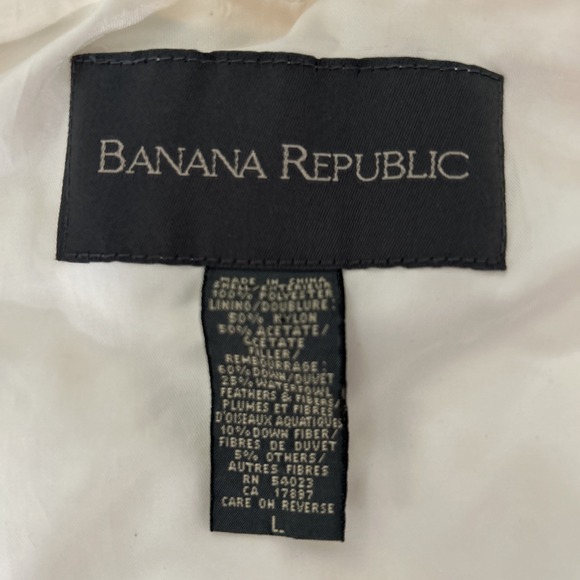 BANANA REPUBLIC
MADE IN CHINA
SHELL/EXTERIEUR
100% POLYESTER
LINING/DOUBLURE:
50% NYLON
50% ACETATE/
ACETATE
FILLER/
REMBOURRAGE:
60% DOWN/DUVET
25% WATERFOWL
FEATHERS & FIBERS/
PLUMES ET FIBRES
D'OISEAUX AQUATIQUES
10% DOWN FIBER/
FIBRES DE DUVET
5% OTHERS/
AUTRES FIBRES
RN 54023
CA 17897
CARE ON REVERSE
L